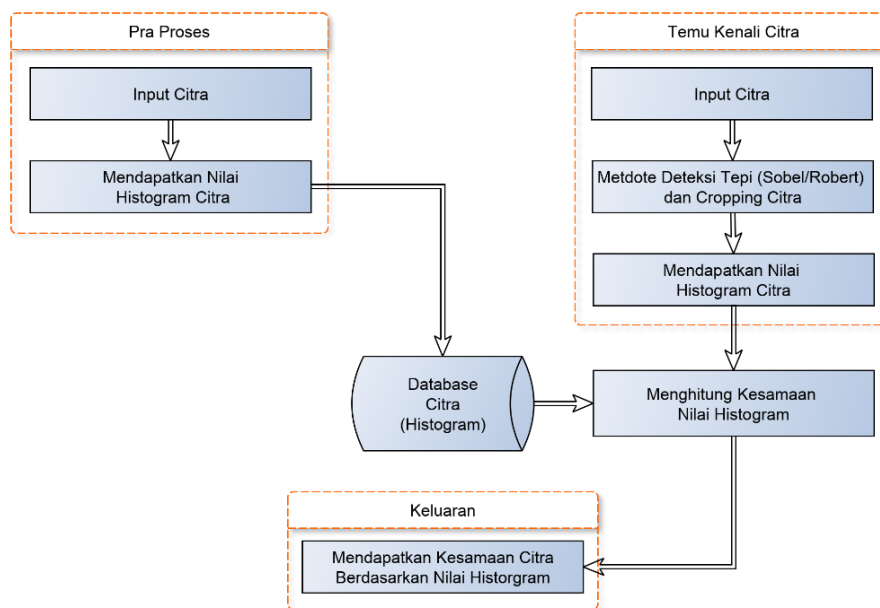 Pra Proses
Input Citra
Mendapatkan Nilai
Histogram Citra
Temu Kenali Citra
Input Citra
Metdote Deteksi Tepi (Sobel/Robert)
dan Cropping Citra
Mendapatkan Nilai
Histogram Citra
Database
Citra
(Histogram)
Menghitung Kesamaan
Nilai Histogram
Keluaran
Mendapatkan Kesamaan Citra
Berdasarkan Nilai Historgram